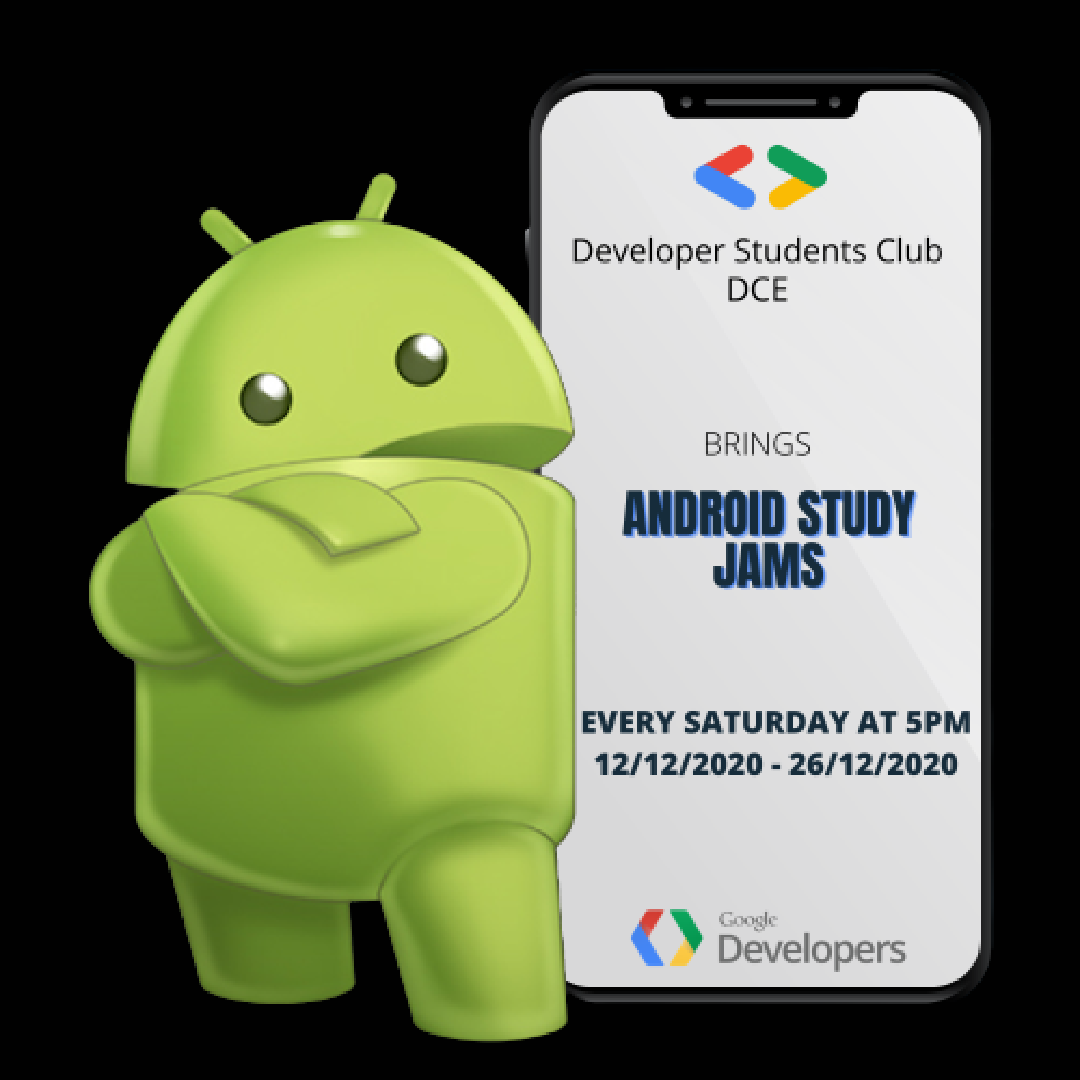 Developer Students Club
DCE
BRINGS
ANDROID STUDY
JAMS
EVERY SATURDAY AT 5PM
12/12/2020 - 26/12/2020
Google
Developers